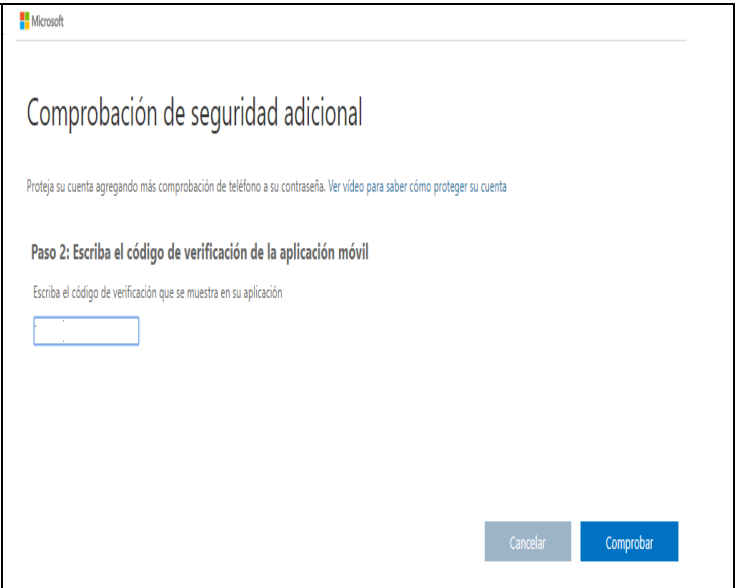 Microsoft
Comprobación de seguridad adicional
Proteja su cuenta agregando más comprobación de teléfono a su contraseña. Ver vídeo para saber cómo proteger su cuenta
Paso 2: Escriba el código de verificación de la aplicación móvil
Escriba el código de verificación que se muestra en su aplicación
Cancelar
Comprobar